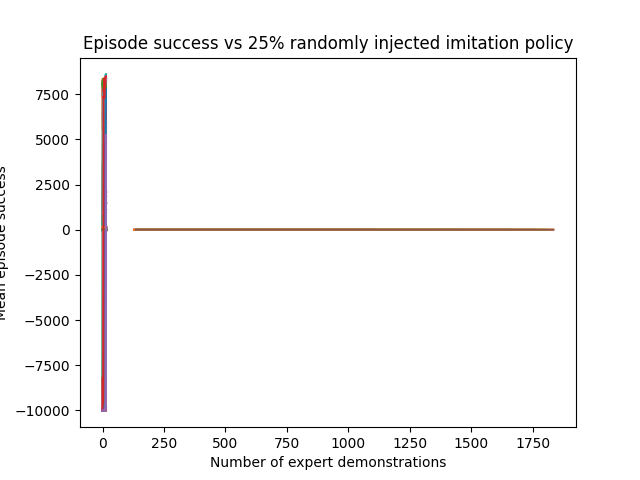 Episode success vs 25% randomly injected imitation policy
Mean episode success
7500
5000
2500
0
−2500
−5000
−7500
−10000
0 250 500 750 1000 1250 1500 1750
Number of expert demonstrations